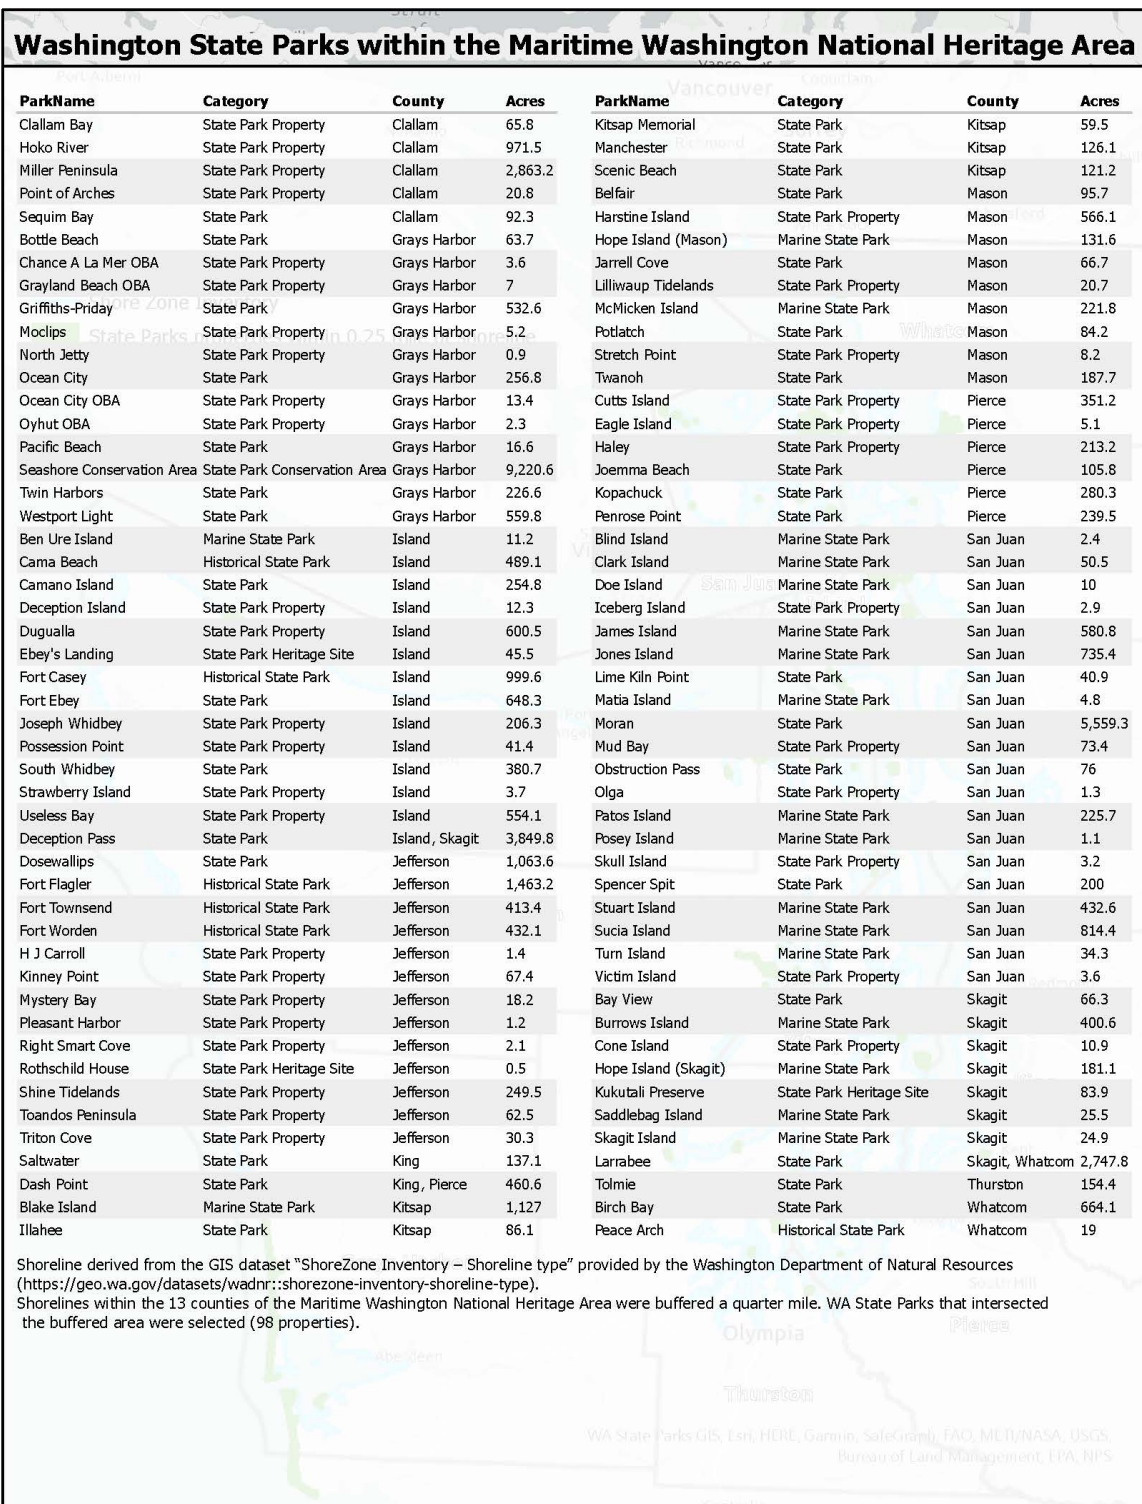 Washington State Parks within the Maritime Washington National Heritage Area
ParkName Category County Acres
Clallam Bay State Park Property Clallam 65.8
Hoko River State Park Property Clallam 971.5
Miller Peninsula State Park Property Clallam 2,863.2
Point of Arches State Park Property Clallam 20.8
Sequim Bay State Park Clallam 92.3
Bottle Beach State Park Grays Harbor 63.7
Chance A La Mer OBA State Park Property Grays Harbor 3.6
Grayland Beach OBA State Park Property Grays Harbor 7
Griffiths-Priday State Park Grays Harbor 532.6
Moclips State Park Property Grays Harbor 5.2
North Jetty State Park Property Grays Harbor 0.9
Ocean City State Park Grays Harbor 256.8
Ocean City OBA State Park Property Grays Harbor 13.4
Oyhut OBA State Park Property Grays Harbor 2.3
Pacific Beach State Park Grays Harbor 16.6
Seashore Conservation Area State Park Conservation Area Grays Harbor 9,220.6
Twin Harbors State Park Grays Harbor 226.6
Westport Light State Park Grays Harbor 559.8
Ben Ure Island Marine State Park Island 11.2
Cama Beach Historical State Park Island 489.1
Camano Island State Park Island 254.8
Deception Island State Park Property Island 12.3
Dugualla State Park Property Island 600.5
Ebey's Landing State Park Heritage Site Island 45.5
Fort Casey Historical State Park Island 999.6
Fort Ebey State Park Island 648.3
Joseph Whidbey State Park Property Island 206.3
Possession Point State Park Property Island 41.4
South Whidbey State Park Island 380.7
Strawberry Island State Park Property Island 3.7
Useless Bay State Park Property Island 554.1
Deception Pass State Park Island, Skagit 3,849.8
Dosewallips State Park Jefferson 1,063.6
Fort Flagler Historical State Park Jefferson 1,463.2
Fort Townsend Historical State Park Jefferson 413.4
Fort Worden Historical State Park Jefferson 432.1
H J Carroll State Park Property Jefferson 1.4
Kinney Point State Park Property Jefferson 67.4
Mystery Bay State Park Property Jefferson 18.2
Pleasant Harbor State Park Property Jefferson 1.2
Right Smart Cove State Park Property Jefferson 2.1
Rothschild House State Park Heritage Site Jefferson 0.5
Shine Tidelands State Park Property Jefferson 249.5
Toandos Peninsula State Park Property Jefferson 62.5
Triton Cove State Park Property Jefferson 30.3
Saltwater State Park King 137.1
Dash Point State Park King, Pierce 460.6
Blake Island Marine State Park Kitsap 1,127
Illahee State Park Kitsap 86.1
ParkName Category County Acres
Kitsap Memorial State Park Kitsap 59.5
Manchester State Park Kitsap 126.1
Scenic Beach State Park Kitsap 121.2
Belfair State Park Mason 95.7
Harstine Island State Park Property Mason 566.1
Hope Island (Mason) Marine State Park Mason 131.6
Jarrell Cove State Park Mason 66.7
Lilliwaup Tidelands State Park Property Mason 20.7
McMicken Island Marine State Park Mason 221.8
Potlatch State Park Mason 84.2
Stretch Point State Park Property Mason 8.2
Twanoh State Park Mason 187.7
Cutts Island State Park Property Pierce 351.2
Eagle Island State Park Property Pierce 5.1
Haley State Park Property Pierce 213.2
Joemma Beach State Park Pierce 105.8
Kopachuck State Park Pierce 280.3
Penrose Point State Park Pierce 239.5
Blind Island Marine State Park San Juan 2.4
Clark Island Marine State Park San Juan 50.5
Doe Island Marine State Park San Juan 10
Iceberg Island State Park Property San Juan 2.9
James Island Marine State Park San Juan 580.8
Jones Island Marine State Park San Juan 735.4
Lime Kiln Point State Park San Juan 40.9
Matia Island Marine State Park San Juan 4.8
Moran State Park San Juan 5,559.3
Mud Bay State Park Property San Juan 73.4
Obstruction Pass State Park San Juan 76
Olga State Park Property San Juan 1.3
Patos Island Marine State Park San Juan 225.7
Posey Island Marine State Park San Juan 1.1
Skull Island State Park Property San Juan 3.2
Spencer Spit State Park San Juan 200
Stuart Island Marine State Park San Juan 432.6
Sucia Island Marine State Park San Juan 814.4
Turn Island Marine State Park San Juan 34.3
Victim Island State Park Property San Juan 3.6
Bay View State Park Skagit 66.3
Burrows Island Marine State Park Skagit 400.6
Cone Island State Park Property Skagit 10.9
Hope Island (Skagit) Marine State Park Skagit 181.1
Kukutali Preserve State Park Heritage Site Skagit 83.9
Saddlebag Island Marine State Park Skagit 25.5
Skagit Island Marine State Park Skagit 24.9
Larrabee State Park Skagit, Whatcom 2,747.8
Tolmie State Park Thurston 154.4
Birch Bay State Park Whatcom 664.1
Peace Arch Historical State Park Whatcom 19
Shoreline derived from the GIS dataset "ShoreZone Inventory – Shoreline type" provided by the Washington Department of Natural Resources
(https://geo.wa.gov/datasets/wadnr::shorezone-inventory-shoreline-type).
Shorelines within the 13 counties of the Maritime Washington National Heritage Area were buffered a quarter mile. WA State Parks that intersected
the buffered area were selected (98 properties).
Vancouver
Olympia
Pierce
Aberdeen
Thurston
WA State Parks GIS, Esri, HERE, Garmin, SafeGraph, FAO, METI/NASA, USGS,
Bureau of Land Management, EPA, NPS